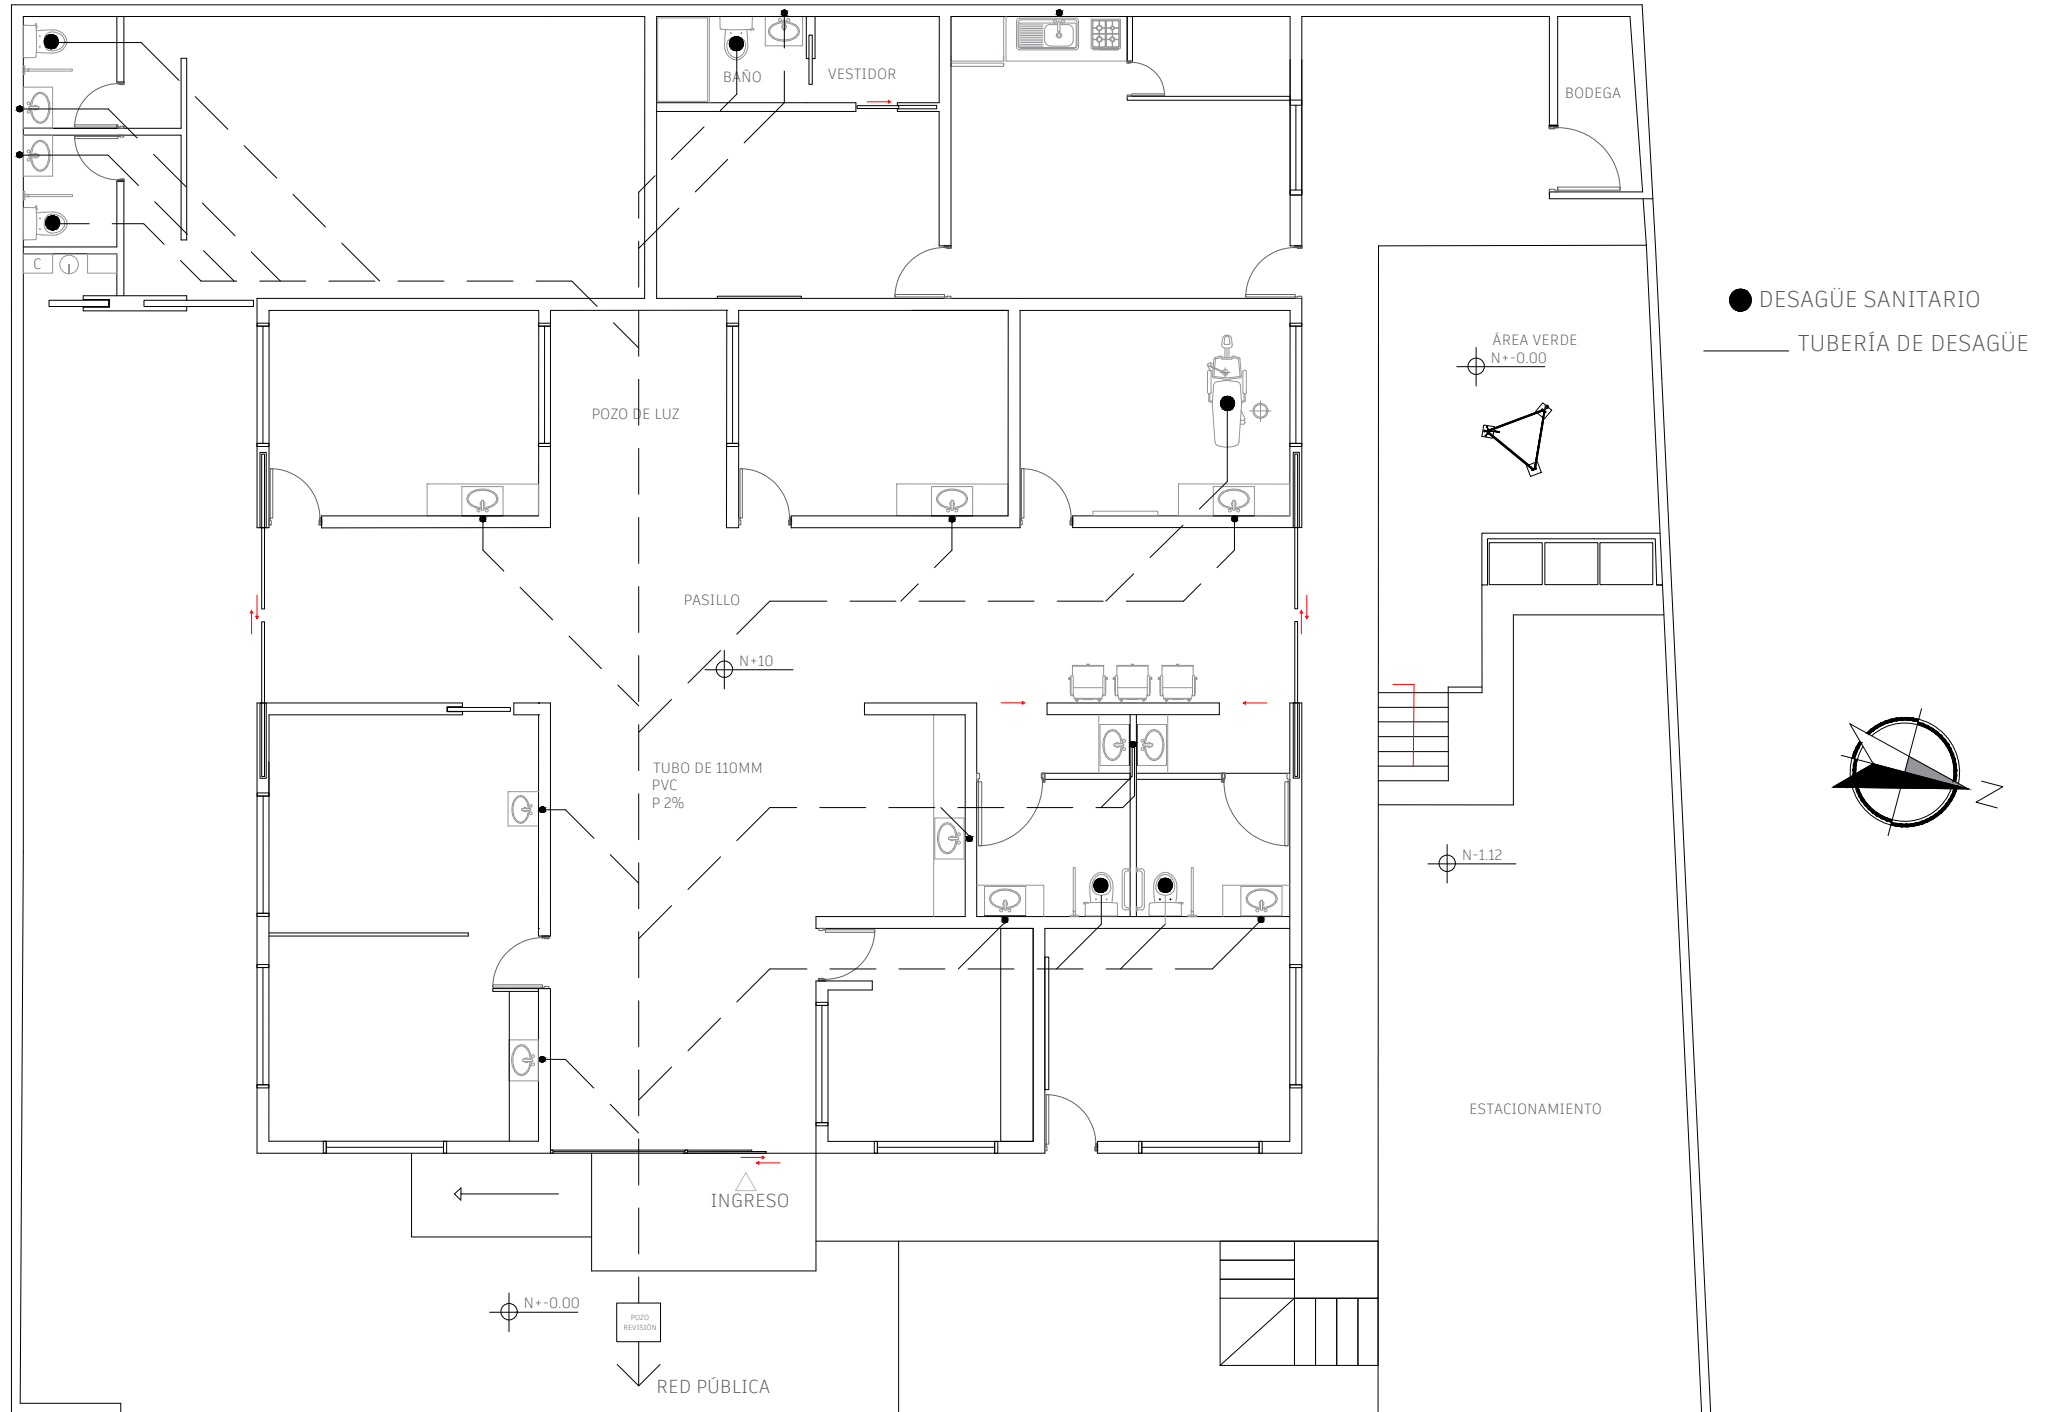 BAÑO
VESTIDOR
BODEGA
C
DESAGÜE SANITARIO
TUBERÍA DE DESAGÜE
ÁREA VERDE
N+-0.00
POZO DE LUZ
PASILLO
N+10
TUBO DE 110MM
PVC
P 2%
N
N-1.12
ESTACIONAMIENTO
INGRESO
N+-0.00
POZO
REVISIÓN
RED PÚBLICA